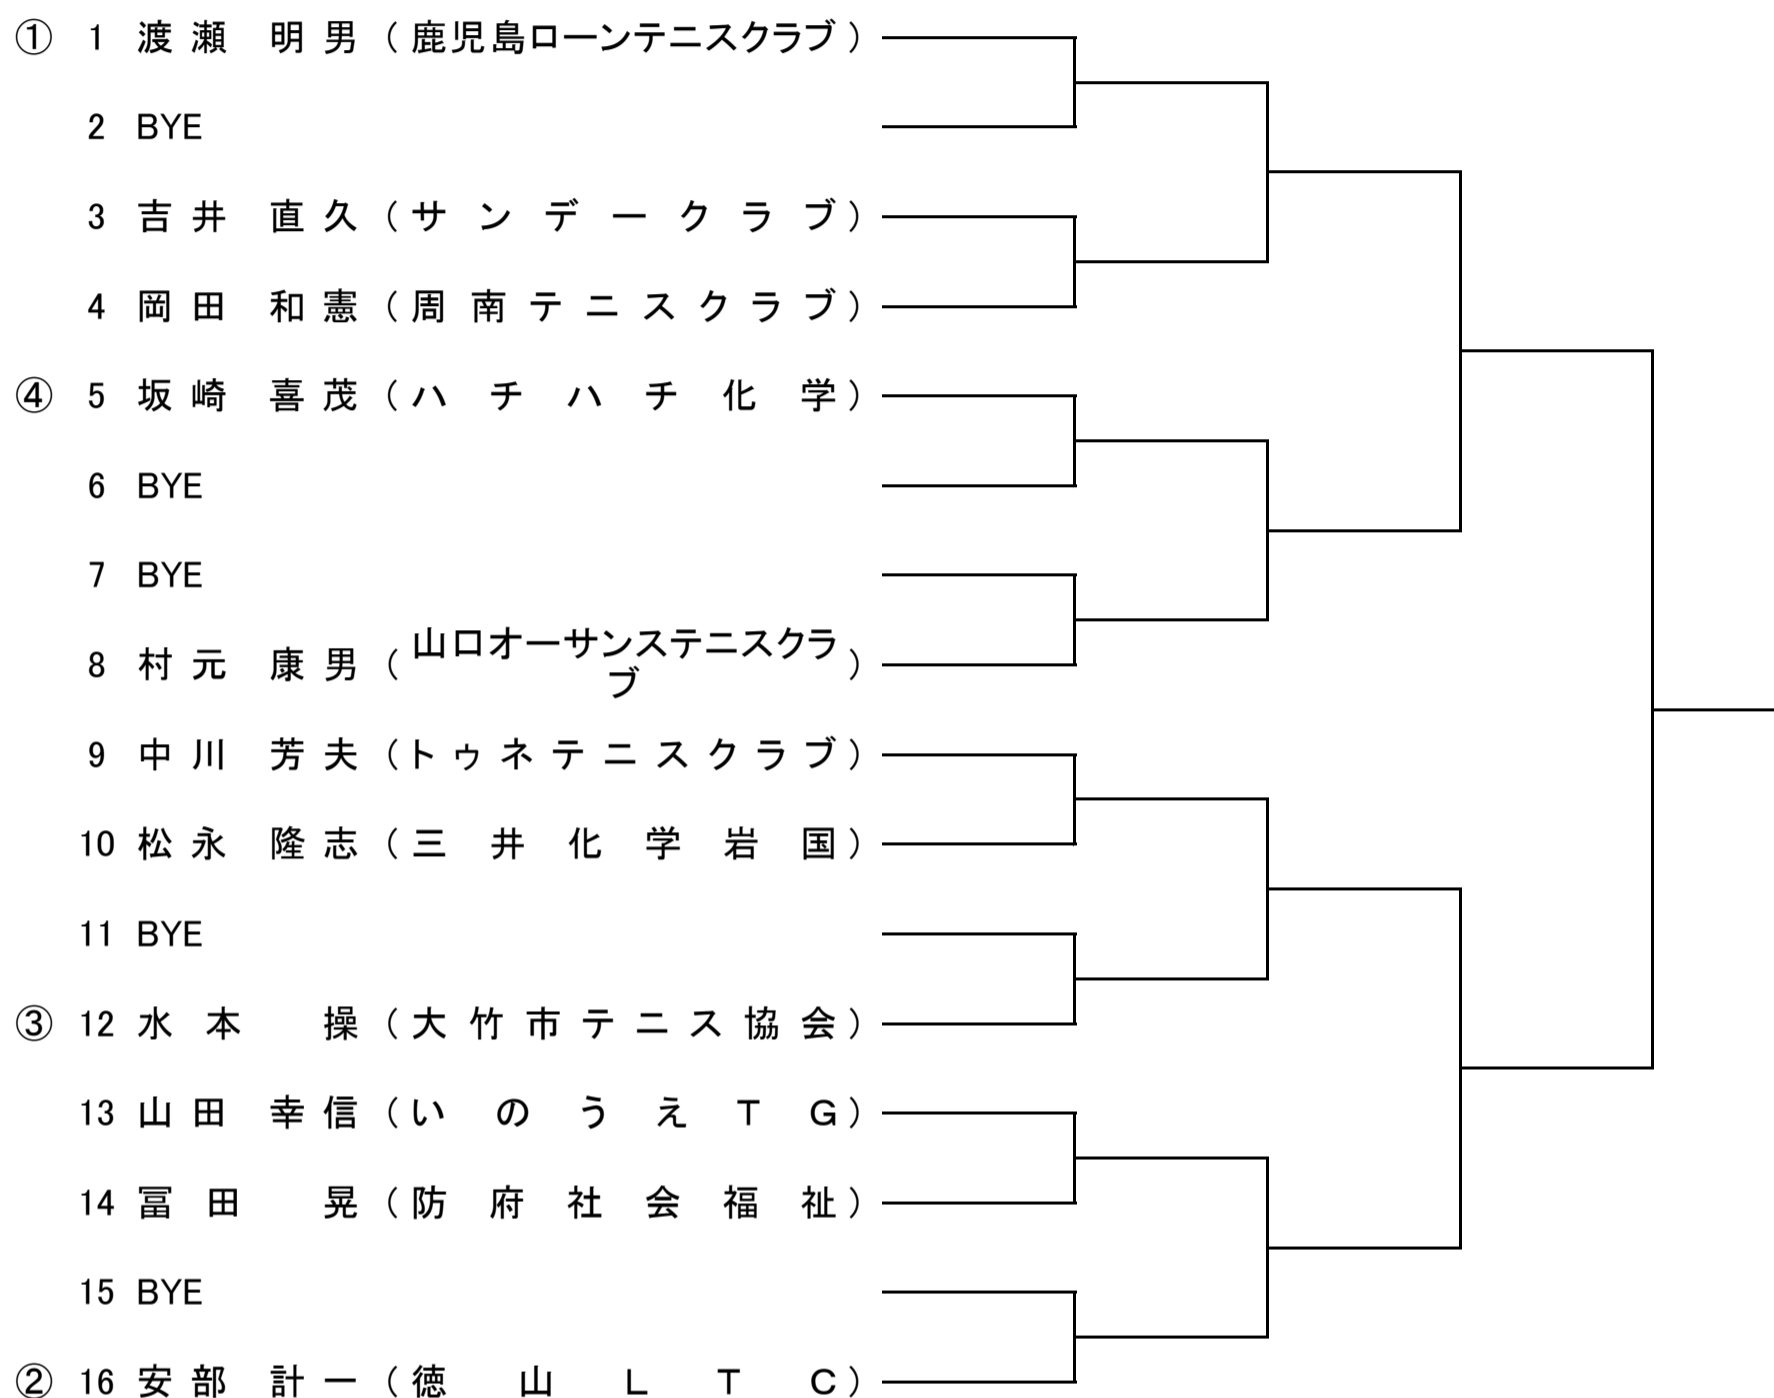 ① 1 渡瀬 明男 (鹿児島ローンテニスクラブ)
2 BYE
3 吉井 直久 (サンデークラブ)
4 岡田 和憲 (周南テニスクラブ)
④ 5 坂崎 喜茂 (ハチハチ化学)
6 BYE
7 BYE
8 村元 康男 (山口オーサンステニスクラ
ブ)
9 中川 芳夫 (トゥネテニスクラブ)
10 松永 隆志 (三井化学岩国)
11 BYE
③ 12 水本 操 (大竹市テニス協会)
13 山田 幸信 (いのうえTG)
14 冨田 晃 (防府社会福祉)
15 BYE
② 16 安部 計一 (徳山LTC)